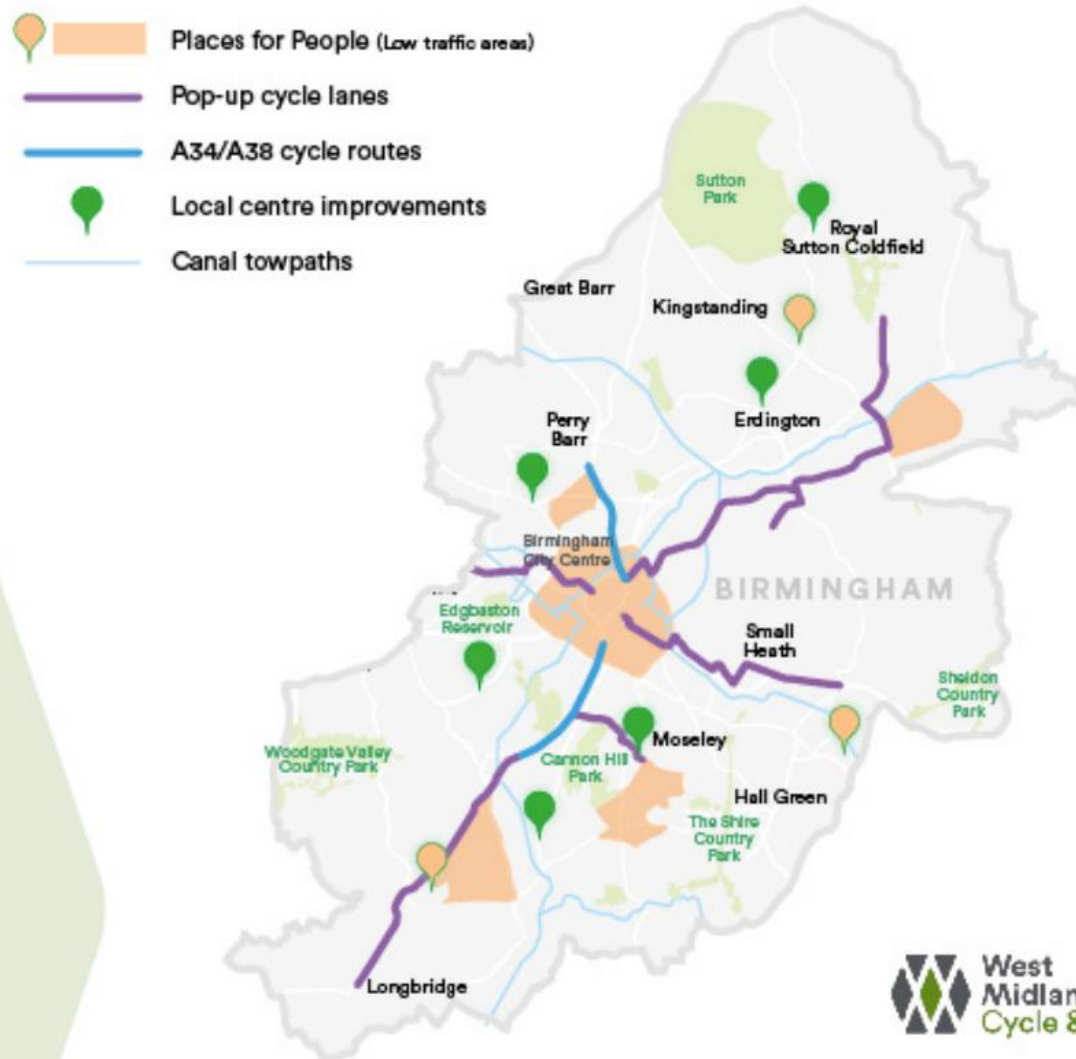 Places for People (Low traffic areas)
Pop-up cycle lanes
A34/A38 cycle routes
Local centre improvements
Canal towpaths
Sutton
Park
Royal
Sutton Coldfield
Great Barr
Kingstanding
Erdington
Perry
Barr
Birmingham
City Centre
BIRMINGHAM
Edgbaston
Reservoir
Small
Heath
Sheldon
Country
Park
Woodgate Valley
Country Park
Cannon Hill
Park
Moseley
Hall Green
The Shire
Country
Park
Longbridge
West
Midlan
Cycle &